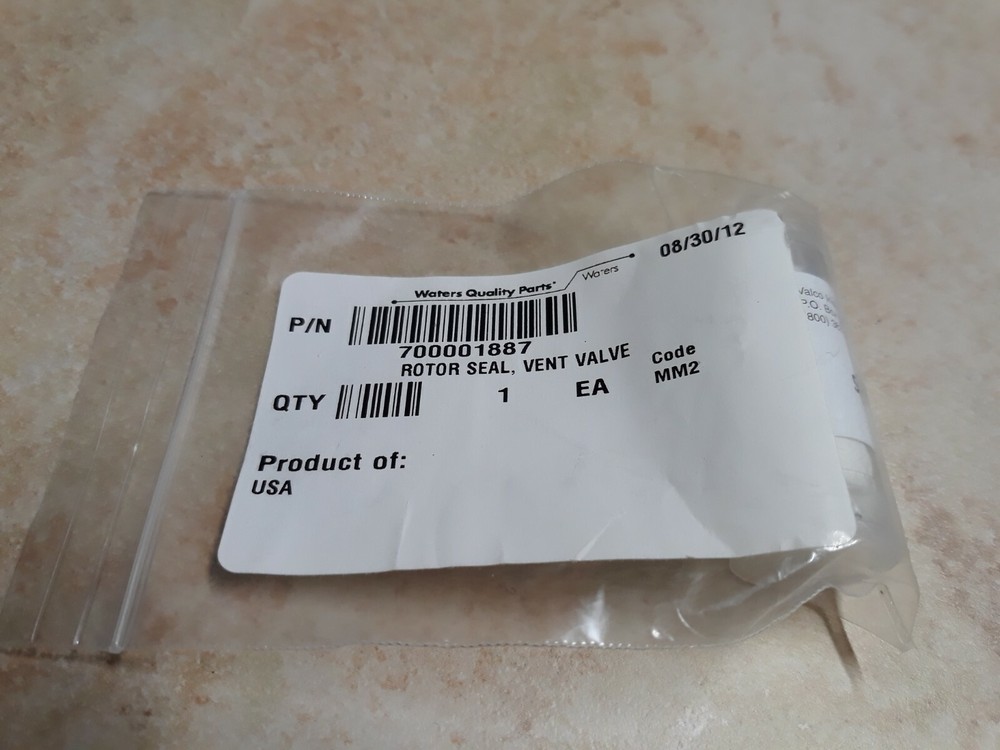 08/30/12
Waters
Waters Quality Parts
P/N
700001887
ROTOR SEAL, VENT VALVE
Code
MM2
QTY 1 EA
Product of:
USA
Valco
P.O.